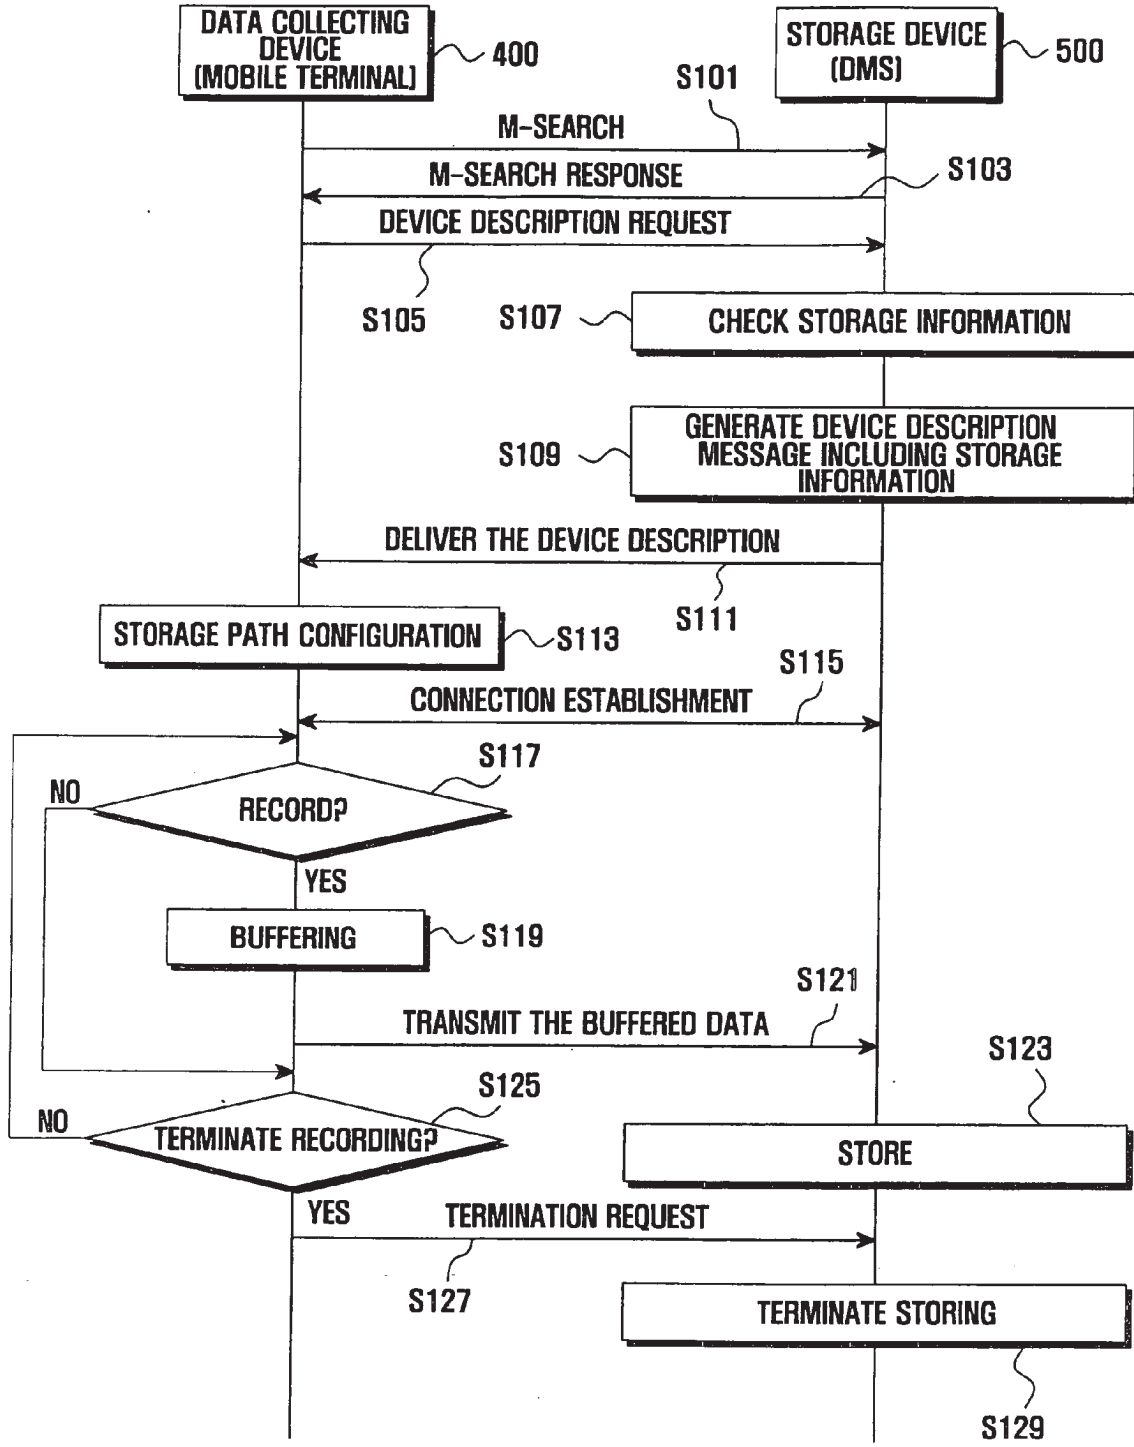 DATA COLLECTING
DEVICE
(MOBILE TERMINAL)
400
STORAGE DEVICE
(DMS)
500
S101
M-SEARCH
M-SEARCH RESPONSE
S103
DEVICE DESCRIPTION REQUEST
S105
S107
CHECK STORAGE INFORMATION
S109
GENERATE DEVICE DESCRIPTION
MESSAGE INCLUDING STORAGE
INFORMATION
DELIVER THE DEVICE DESCRIPTION
S111
STORAGE PATH CONFIGURATION
S113
S115
CONNECTION ESTABLISHMENT
S117
NO
RECORD?
YES
BUFFERING
S119
S121
TRANSMIT THE BUFFERED DATA
S123
S125
NO
TERMINATE RECORDING?
STORE
YES
TERMINATION REQUEST
S127
TERMINATE STORING
S129